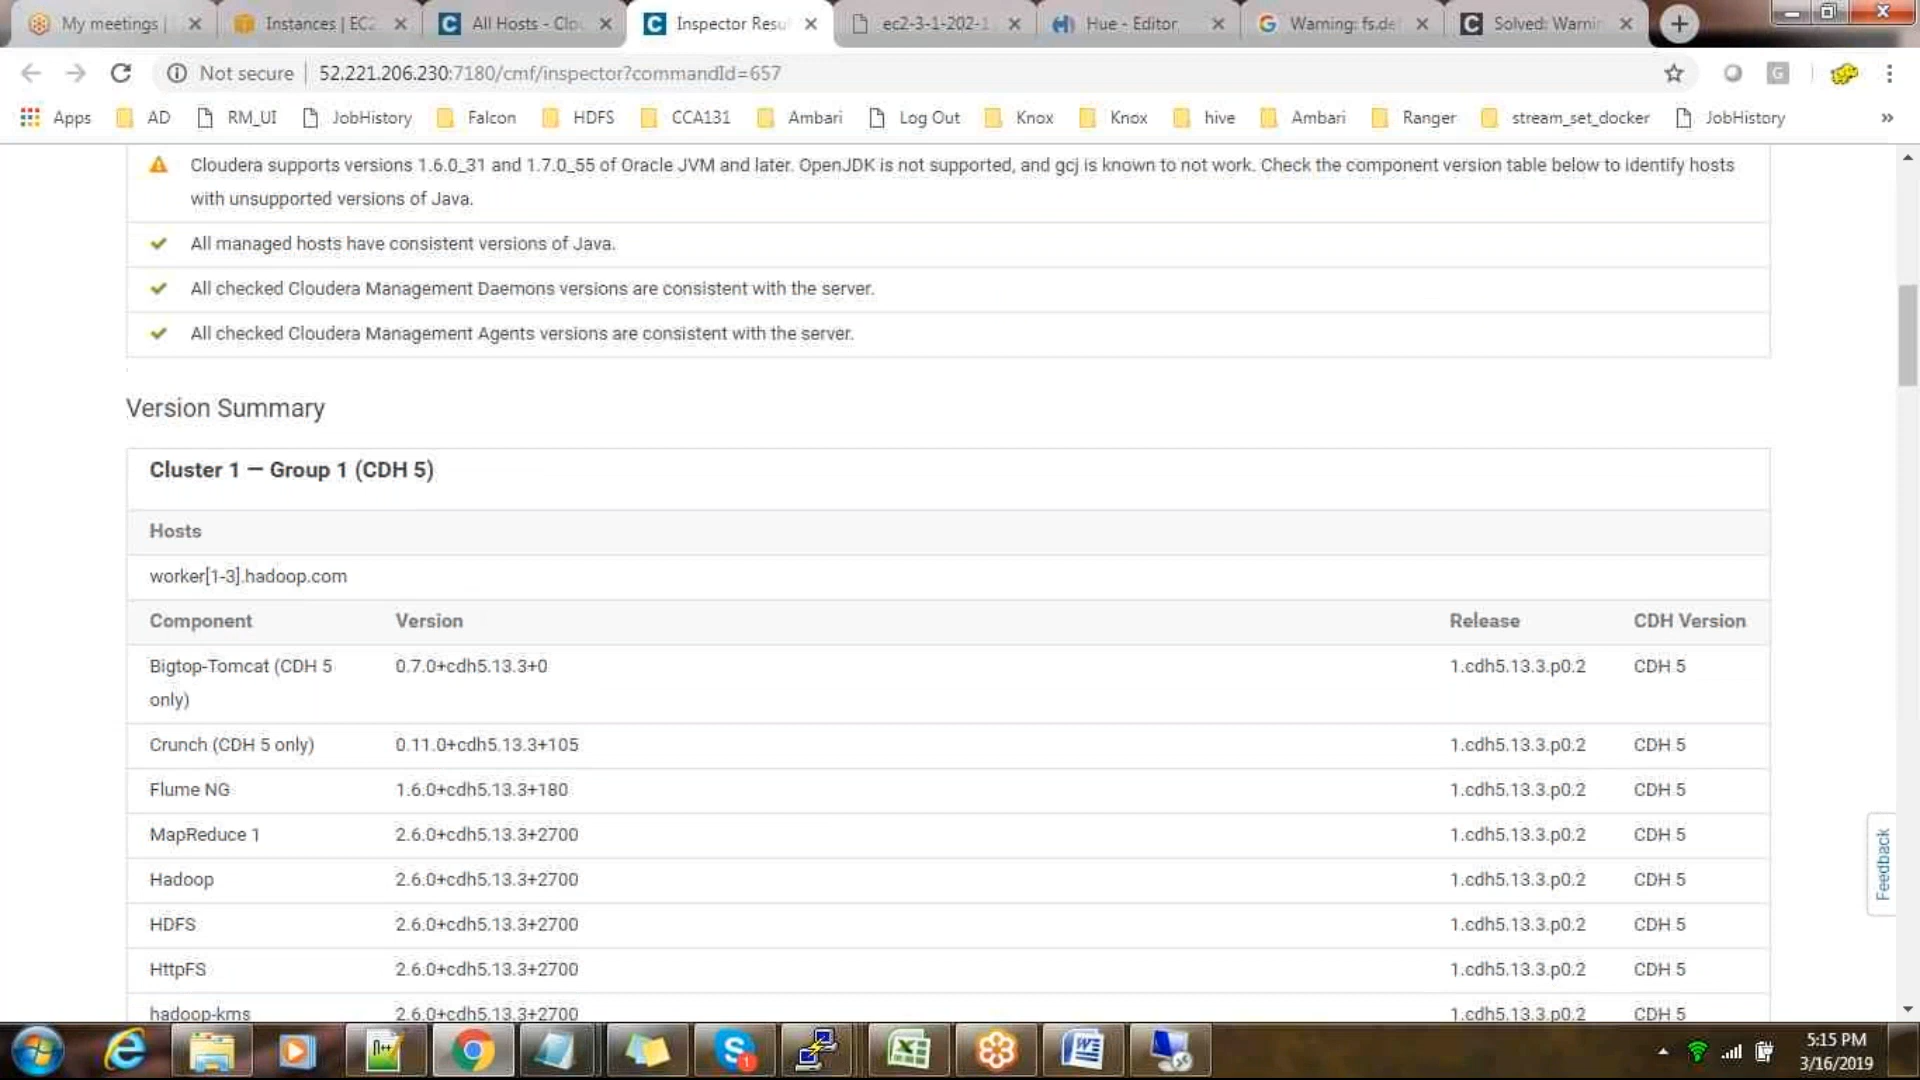 My meetings | Instances | EC2 All Hosts - Clou Inspector Resu ec2-3-1-202-1 Hue - Editor Warning: fs.de Solved: Warnin
Not secure 52.221.206.230:7180/cmf/inspector?commandId=657
Apps AD RM_UI JobHistory Falcon HDFS CCA131 Ambari Log Out Knox Knox hive Ambari Ranger stream_set_docker JobHistory »
Cloudera supports versions 1.6.0_31 and 1.7.0_55 of Oracle JVM and later. OpenJDK is not supported, and gcj is known to not work. Check the component version table below to identify hosts
with unsupported versions of Java.
All managed hosts have consistent versions of Java.
All checked Cloudera Management Daemons versions are consistent with the server.
All checked Cloudera Management Agents versions are consistent with the server.
Version Summary
Cluster 1 — Group 1 (CDH 5)
Hosts
worker[1-3].hadoop.com
Component Version Release CDH Version
Bigtop-Tomcat (CDH 5 0.7.0+cdh5.13.3+0 1.cdh5.13.3.p0.2 CDH 5
only)
Crunch (CDH 5 only) 0.11.0+cdh5.13.3+105 1.cdh5.13.3.p0.2 CDH 5
Flume NG 1.6.0+cdh5.13.3+180 1.cdh5.13.3.p0.2 CDH 5
MapReduce 1 2.6.0+cdh5.13.3+2700 1.cdh5.13.3.p0.2 CDH 5
Hadoop 2.6.0+cdh5.13.3+2700 1.cdh5.13.3.p0.2 CDH 5
HDFS 2.6.0+cdh5.13.3+2700 1.cdh5.13.3.p0.2 CDH 5
HttpFS 2.6.0+cdh5.13.3+2700 1.cdh5.13.3.p0.2 CDH 5
hadoop-kms 2.6.0+cdh5.13.3+2700 1.cdh5.13.3.p0.2 CDH 5
Feedback
5:15 PM
3/16/2019